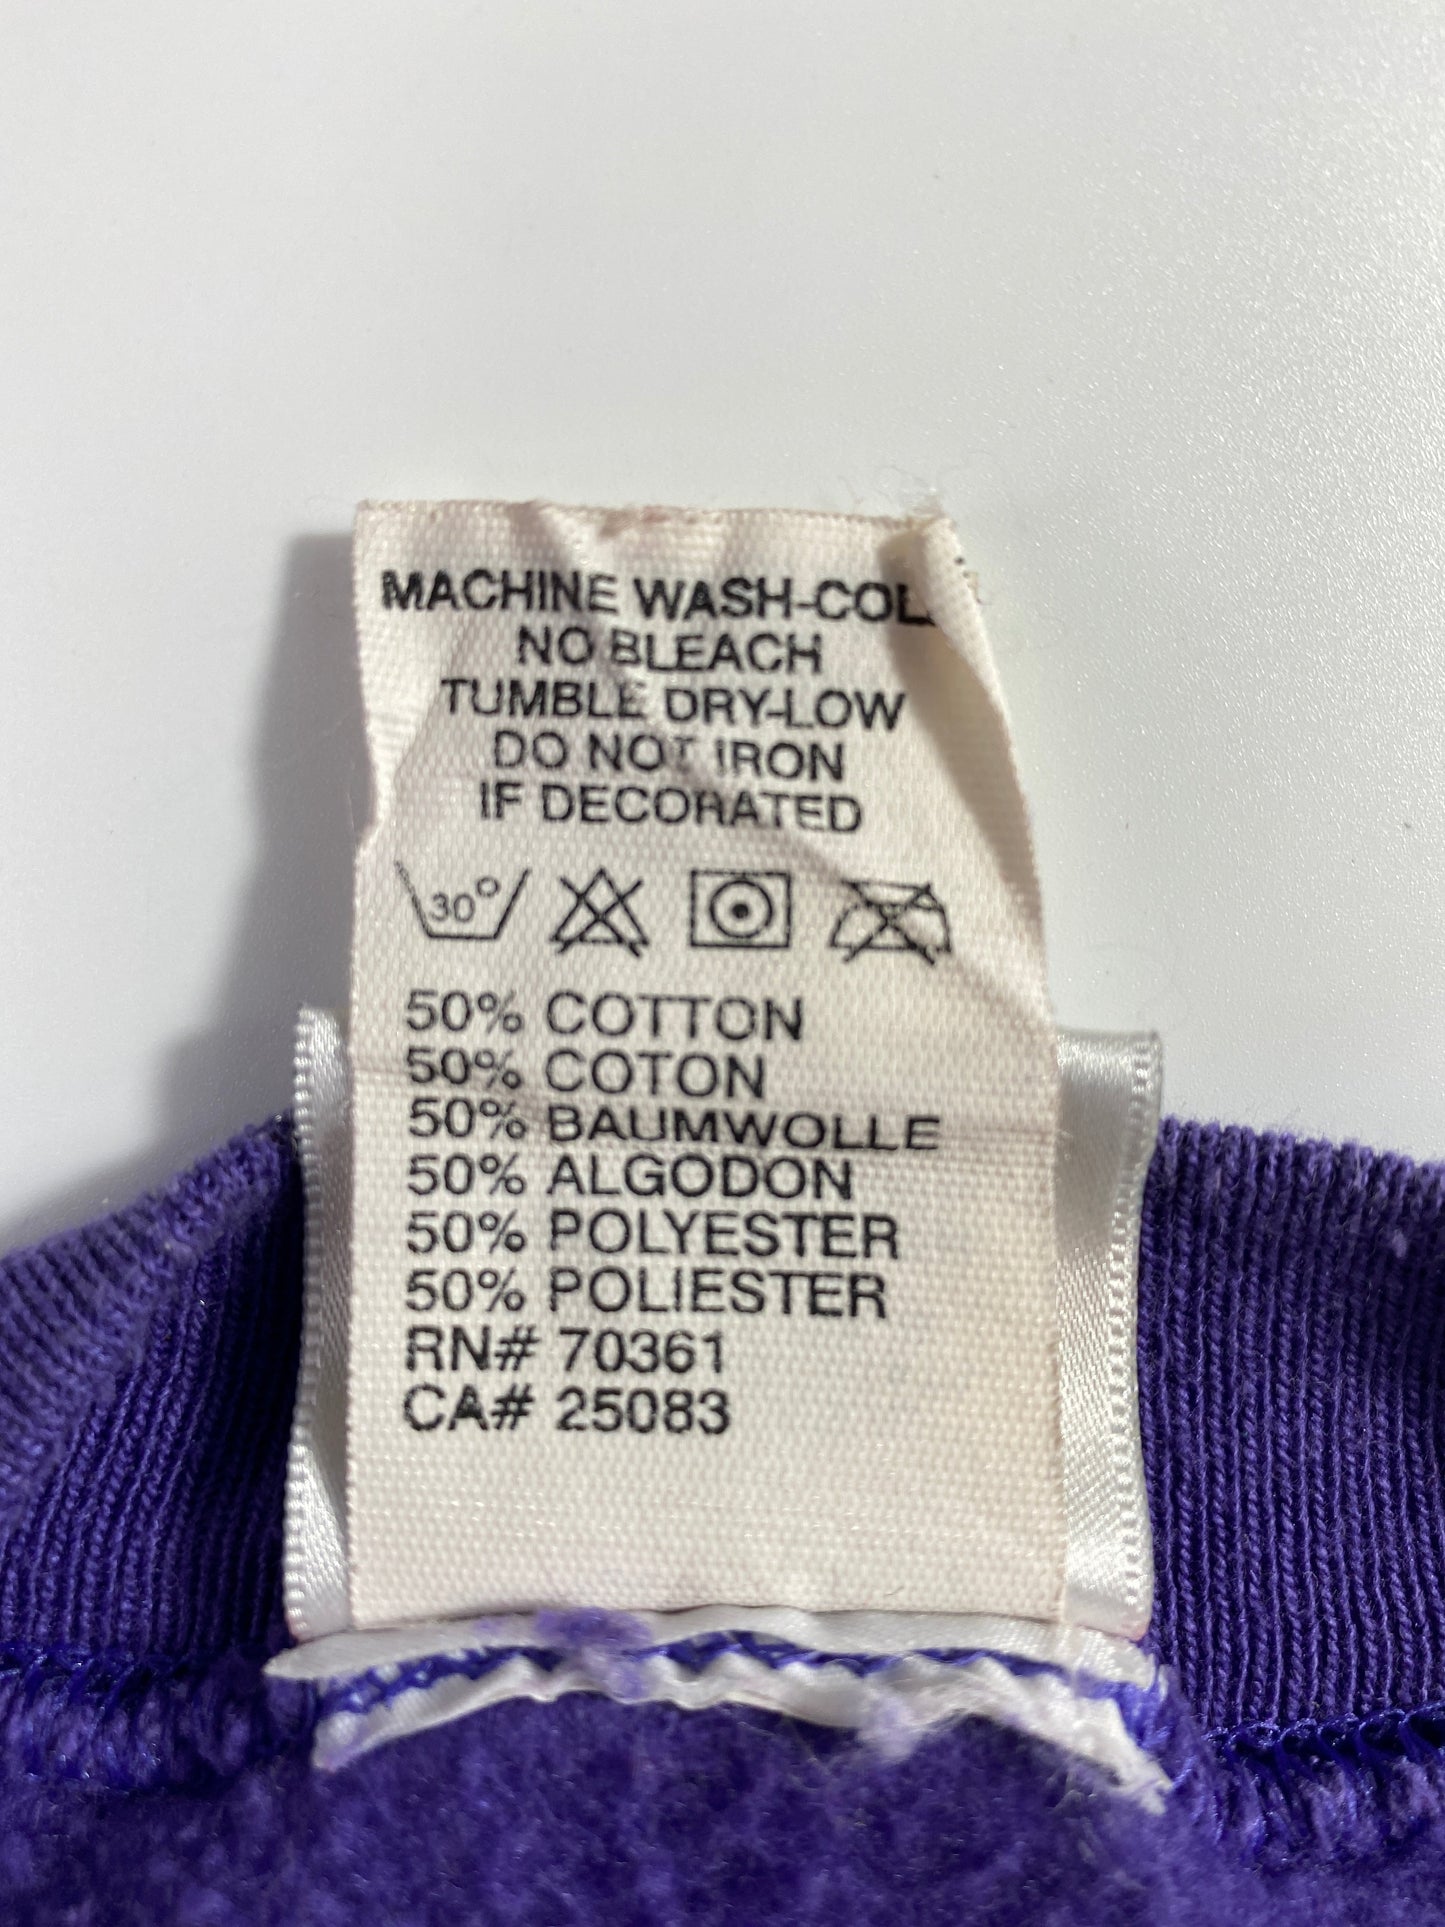 MACHINE WASH-COL
NO BLEACH
TUMBLE DRY-LOW
DO NOT IRON
IF DECORATED
30°
50% COTTON
50% COTON
50% BAUMWOLLE
50% ALGODON
50% POLYESTER
50% POLIESTER
RN# 70361
CA# 25083